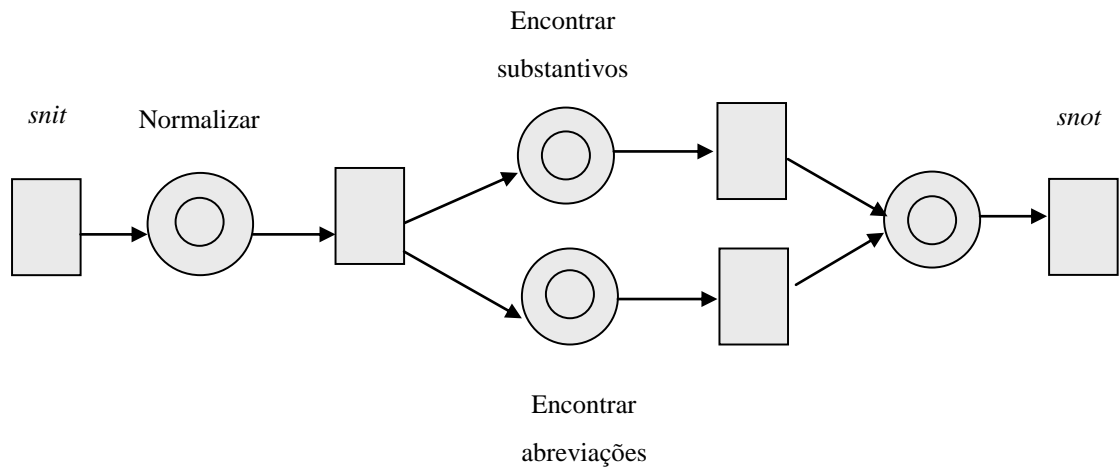 Encontrar
substantivos
snit
Normalizar
snot
Encontrar
abreviações